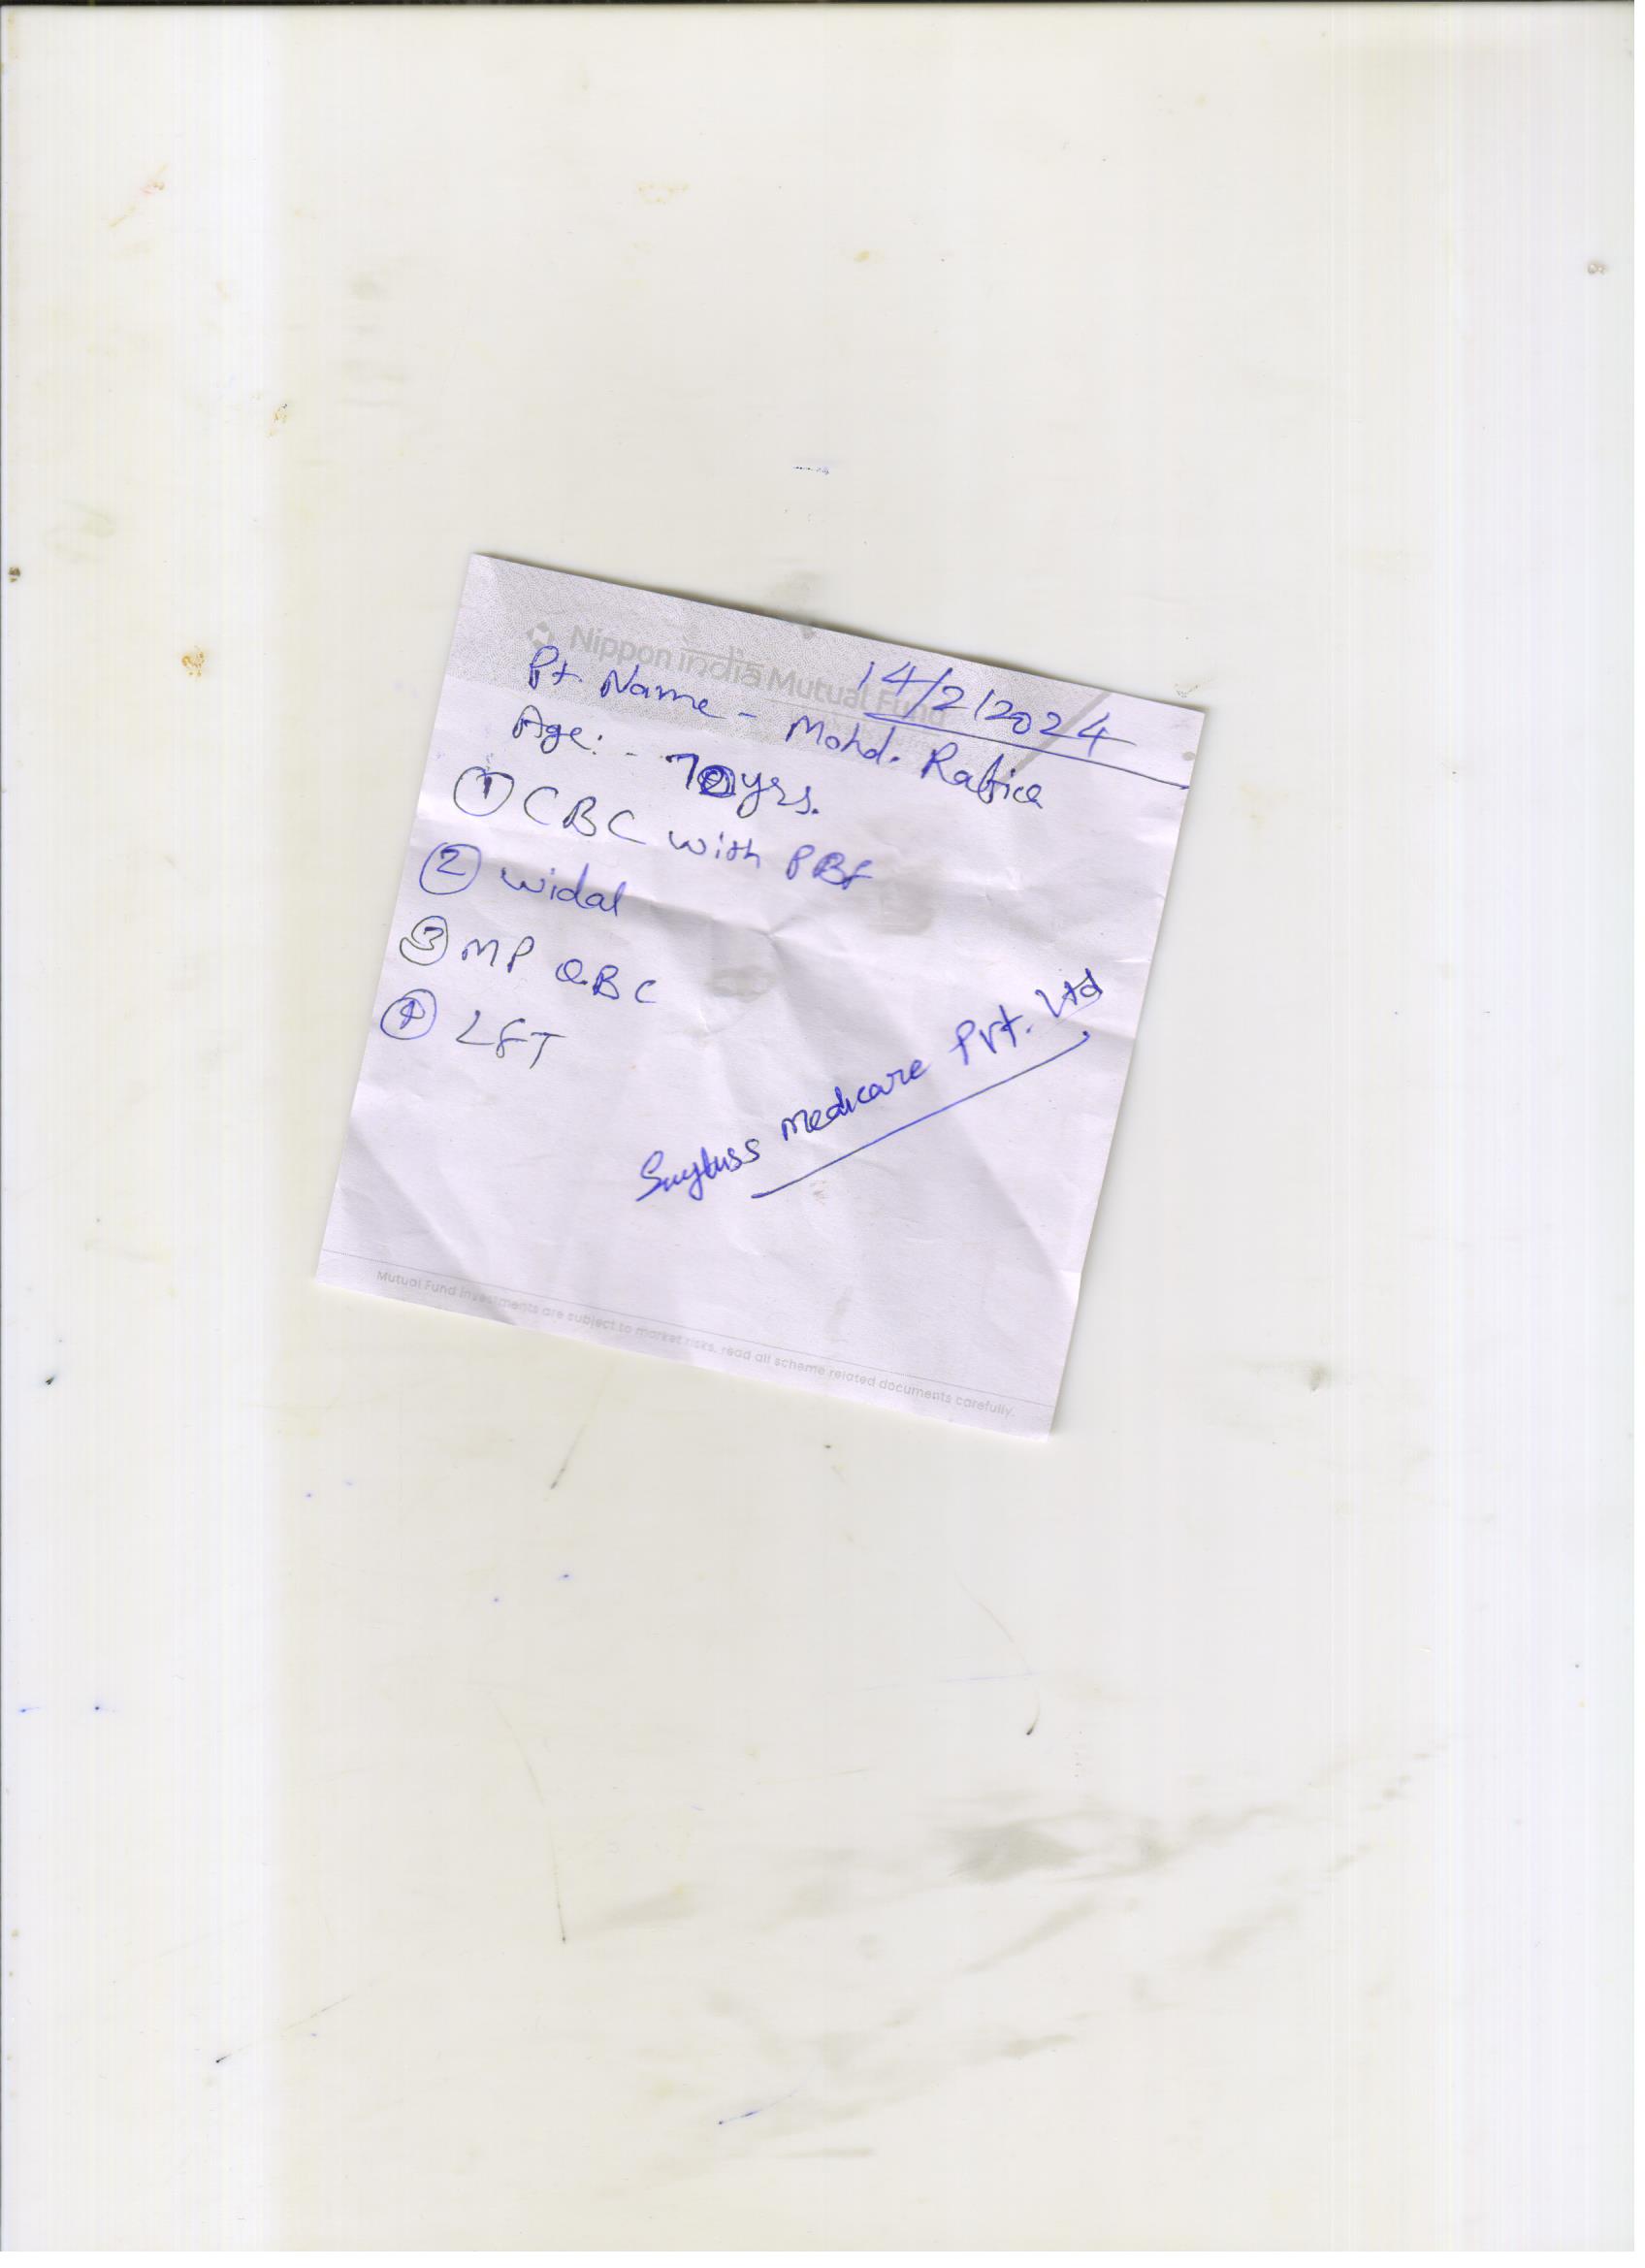 Nippon india Mutual Fund
14/2/2024
Pt. Name - Mohd. Rafica
Age: - 70yrs.
① CBC with PBF
② widal
③ MP QBC
④ LFT
medicare Pvt. Ltd
Mutual Fund investments are subject to market risks, read all scheme related documents carefully.